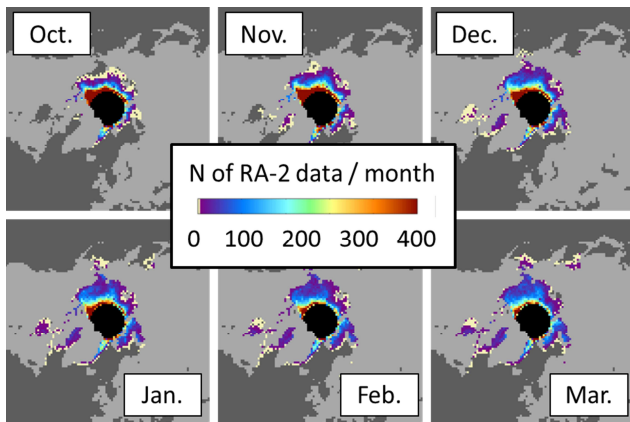 Oct.
Nov.
Dec.
N of RA-2 data / month
0 100 200 300 400
Jan.
Feb.
Mar.